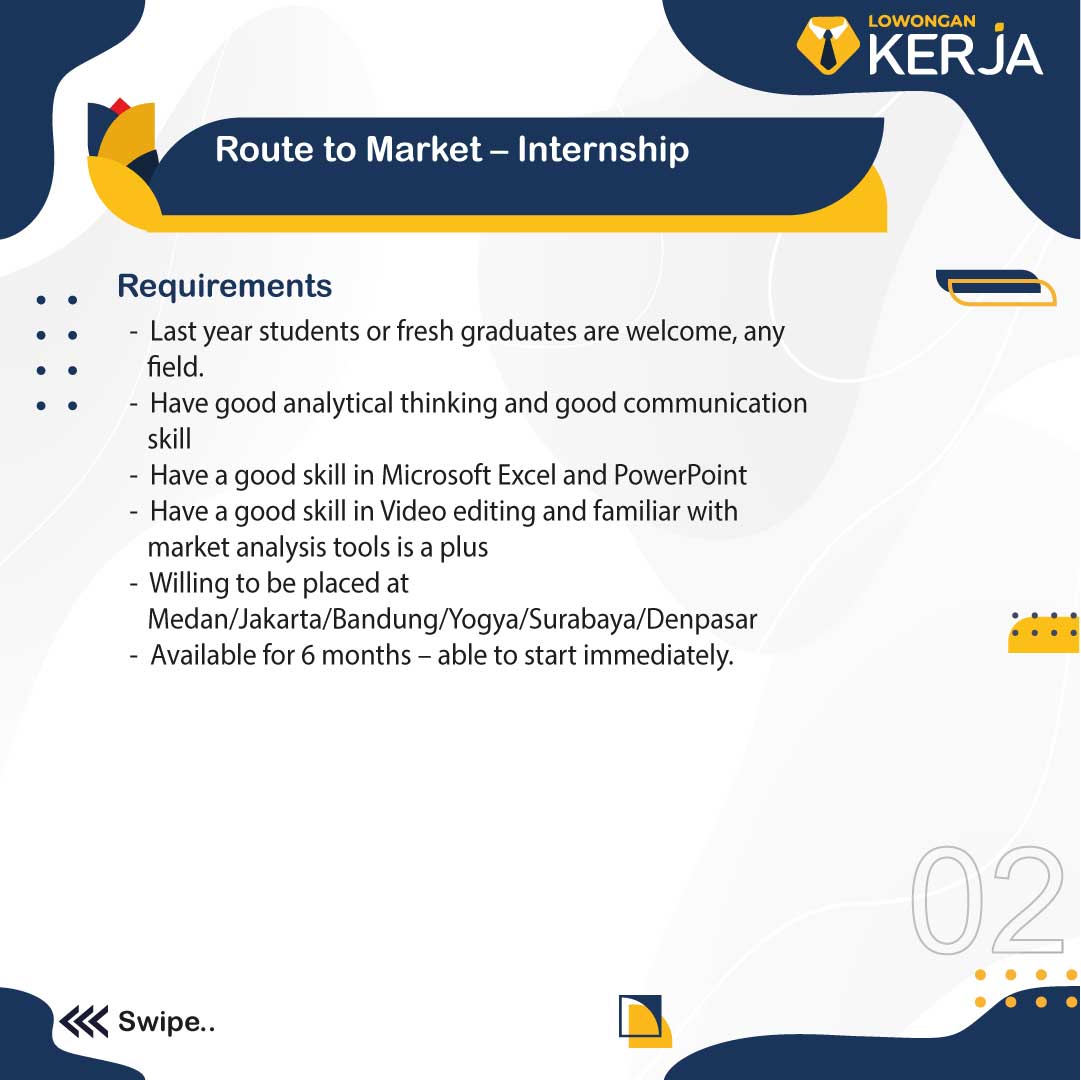 LOWONGAN
KERJA
Route to Market – Internship
Requirements
- Last year students or fresh graduates are welcome, any
field.
- Have good analytical thinking and good communication
skill
- Have a good skill in Microsoft Excel and PowerPoint
- Have a good skill in Video editing and familiar with
market analysis tools is a plus
- Willing to be placed at
Medan/Jakarta/Bandung/Yogya/Surabaya/Denpasar
- Available for 6 months – able to start immediately.
02
Swipe..